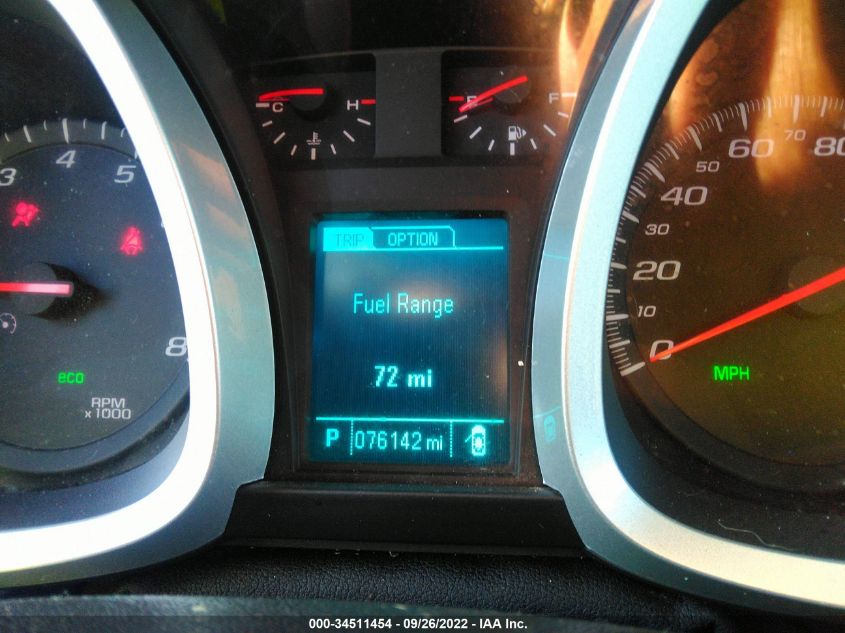 C H
E F
3 4 5
8
eco
RPM
x1000
TRIP OPTION
Fuel Range
72 mi
P 076142 mi
80
70
60
50
40
30
20
10
0
MPH
000-34511454 - 09/26/2022 - IAA Inc.